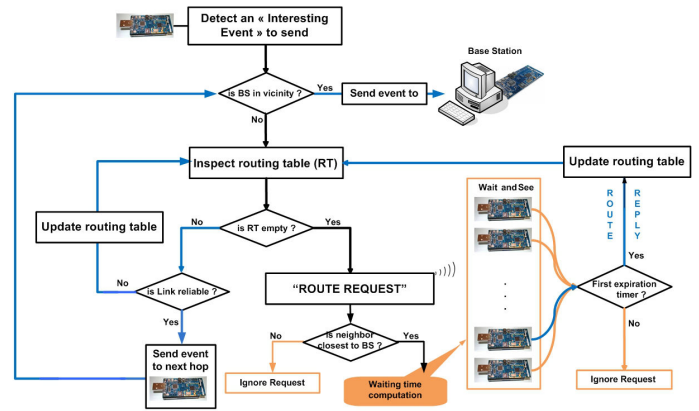 Detect an « Interesting
Event » to send
Base Station
is BS in vicinity ?
Yes
Send event to
No
Inspect routing table (RT)
Update routing table
Wait and See
ROUTE
REPLY
Update routing table
No
is RT empty ?
Yes
Yes
No
is Link reliable ?
"ROUTE REQUEST"
First expiration
timer ?
Yes
No
is neighbor
closest to BS ?
Yes
No
Send event
to next hop
Ignore Request
Waiting time
computation
Ignore Request